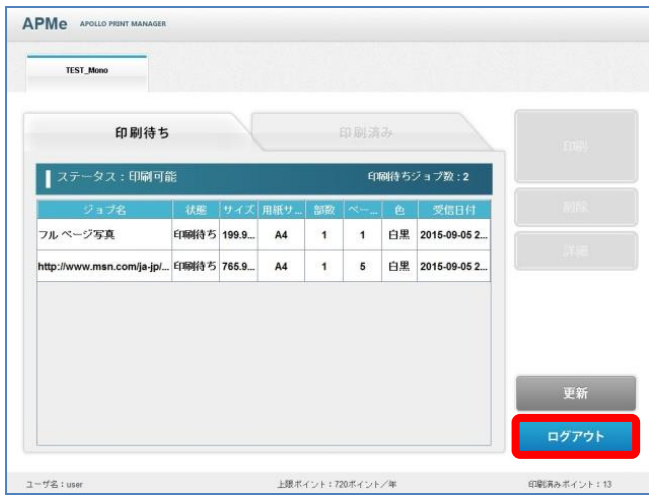 APMe APOLLO PRINT MANAGER
TEST_Mono
印刷待ち 印刷済み
ステータス：印刷可能 印刷待ちジョブ数：2
ジョブ名 状態 サイズ 用紙サ... 部数 ペー... 色 受信日付
フル ページ写真 印刷待ち 199.9... A4 1 1 白黒 2015-09-05 2...
http://www.msn.com/ja-jp/... 印刷待ち 765.9... A4 1 5 白黒 2015-09-05 2...
印刷
削除
詳細
更新
ログアウト
ユーザ名：user 上限ポイント：720ポイント／年 印刷済みポイント：13